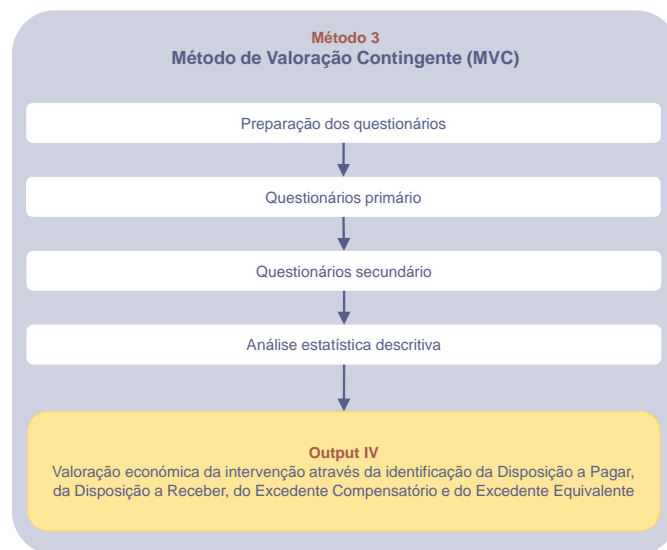 Método 3
Método de Valoração Contingente (MVC)
Preparação dos questionários
Questionários primário
Questionários secundário
Análise estatística descritiva
Output IV
Valoração económica da intervenção através da identificação da Disposição a Pagar,
da Disposição a Receber, do Excedente Compensatório e do Excedente Equivalente